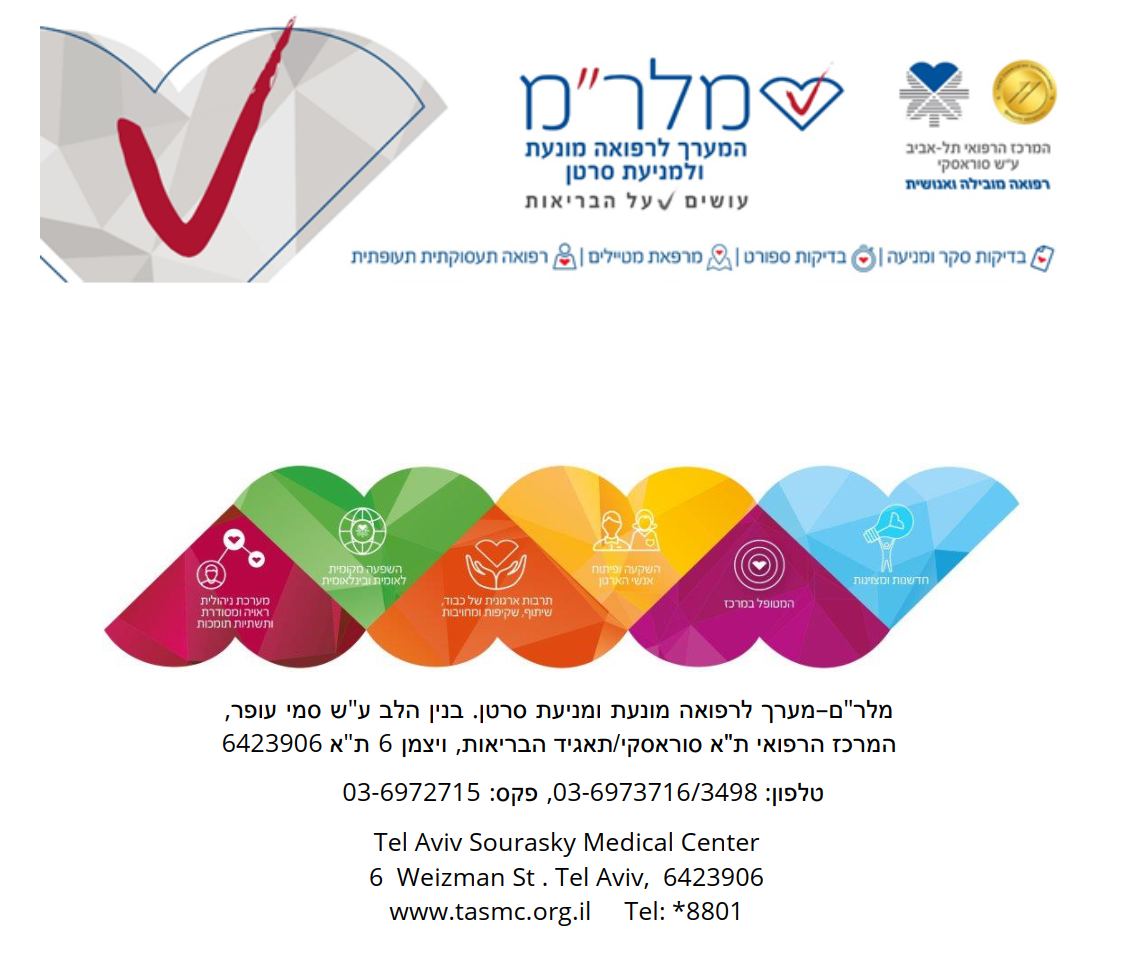 מלר"מ
המערך לרפואה מונעת
ולמניעת סרטן
עושים על הבריאות
המרכז הרפואי תל-אביב
ע"ש סוראסקי
רפואה מובילה ואנושית
בדיקות סקר ומניעה | בדיקות ספורט | מרפאת מטיילים | רפואה תעסוקתית תעופתית
חדשנות ומצוינות
המטופל במרכז
השקעה ופיתוח
אנשי הארגון
תרבות ארגונית של כבוד,
שיתוף, שקיפות ומחויבות
השפעה מקומית
לאומית ובינלאומית
מערכת ניהולית
ראויה ומסודרת
ותשתיות תומכות
מלר"ם–מערך לרפואה מונעת ומניעת סרטן. בנין הלב ע"ש סמי עופר,
המרכז הרפואי ת"א סוראסקי/תאגיד הבריאות, ויצמן 6 ת"א 6423906
טלפון: 03-6973716/3498, פקס: 03-6972715
Tel Aviv Sourasky Medical Center
6 Weizman St . Tel Aviv, 6423906
www.tasmc.org.il Tel: *8801